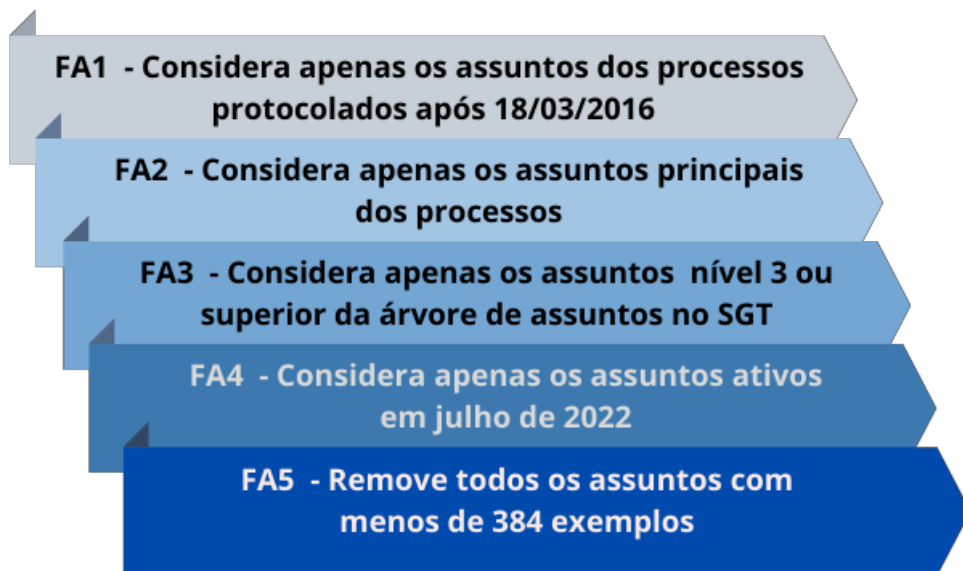 FA1 - Considera apenas os assuntos dos processos
protocolados após 18/03/2016
FA2 - Considera apenas os assuntos principais
dos processos
FA3 - Considera apenas os assuntos nível 3 ou
superior da árvore de assuntos no SGT
FA4 - Considera apenas os assuntos ativos
em julho de 2022
FA5 - Remove todos os assuntos com
menos de 384 exemplos